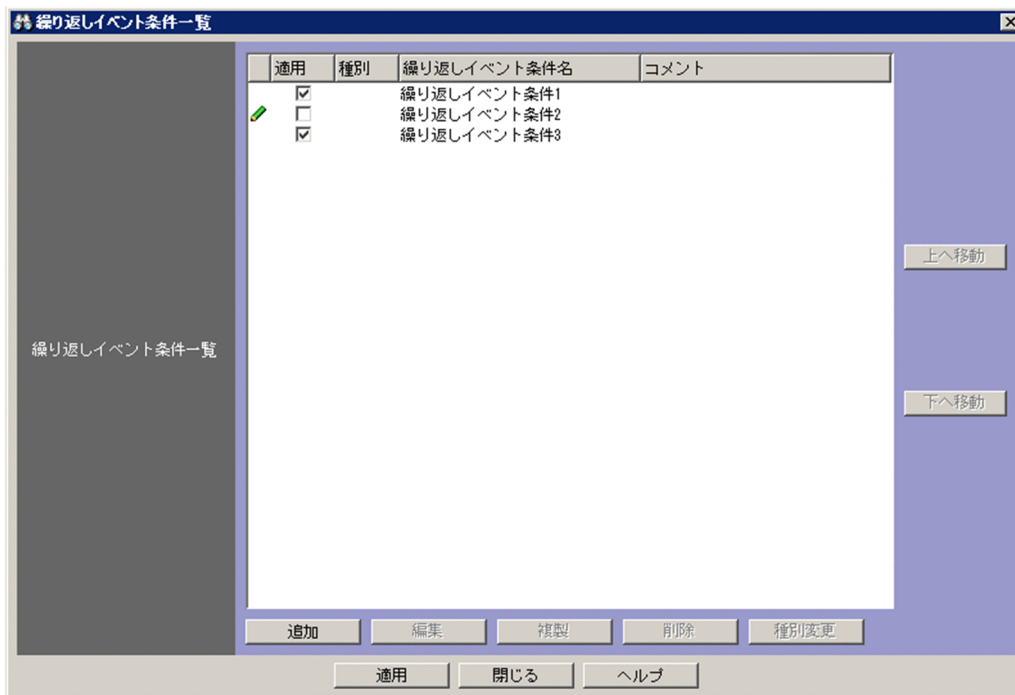 繰り返しイベント条件一覧
適用 種別 繰り返しイベント条件名 コメント
繰り返しイベント条件1
繰り返しイベント条件2
繰り返しイベント条件3
上へ移動
繰り返しイベント条件一覧
下へ移動
追加 編集 複製 削除 種別変更
適用 閉じる ヘルプ